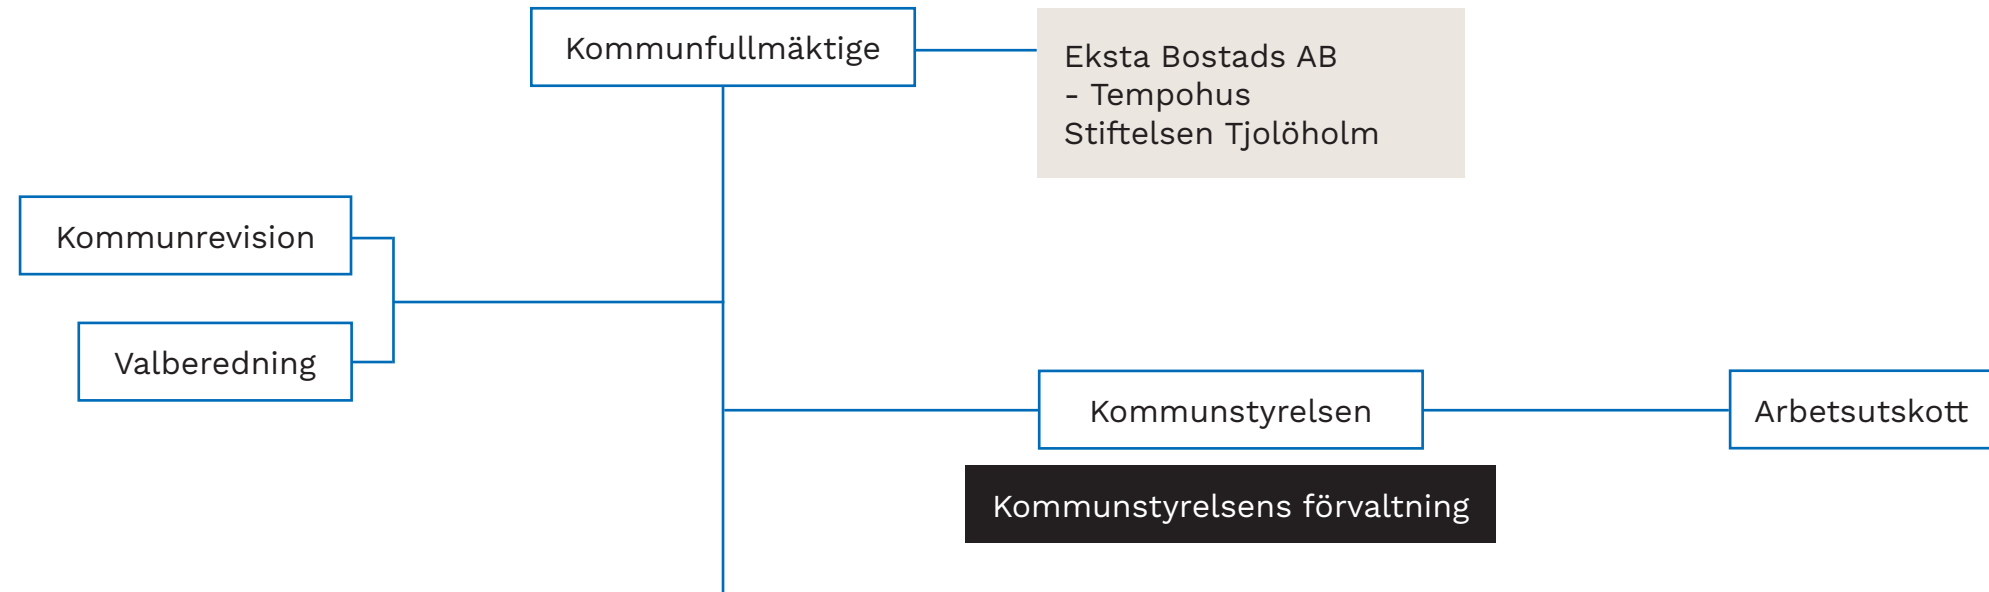 Kommunfullmäktige
Eksta Bostads AB
- Tempohus
Stiftelsen Tjolöholm
Kommunrevision
Valberedning
Kommunstyrelsen
Arbetsutskott
Kommunstyrelsens förvaltning